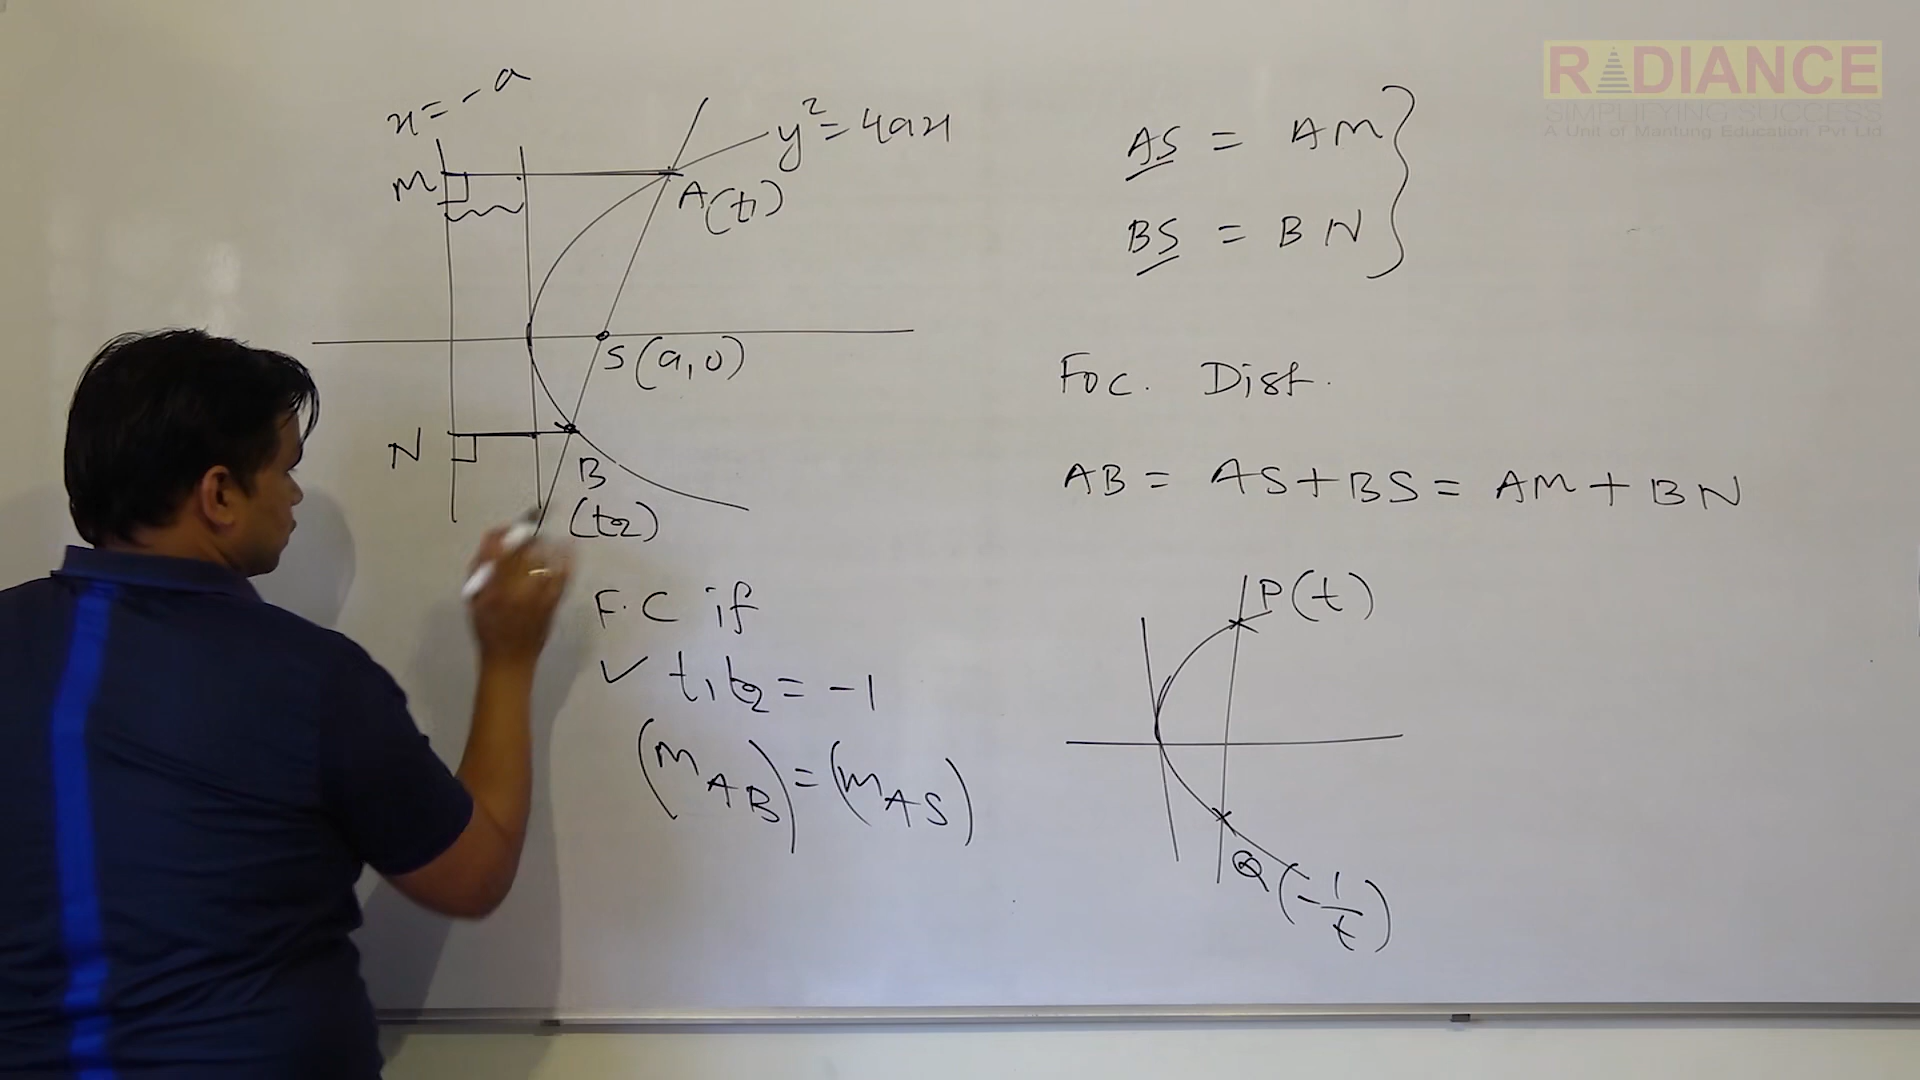 x = -a
y² = 4ax
M
A(t₁)
S(a, 0)
N
B
(t₂)
F.C if
✓ t₁t₂ = -1
(m_AB) = (m_AS)
AS = AM
BS = BN
Foc. Dist.
AB = AS + BS = AM + BN
P(t)
Q(-1/t)
RADIANCE
SIMPLIFYING SUCCESS
A Unit of Mantung Education Pvt Ltd